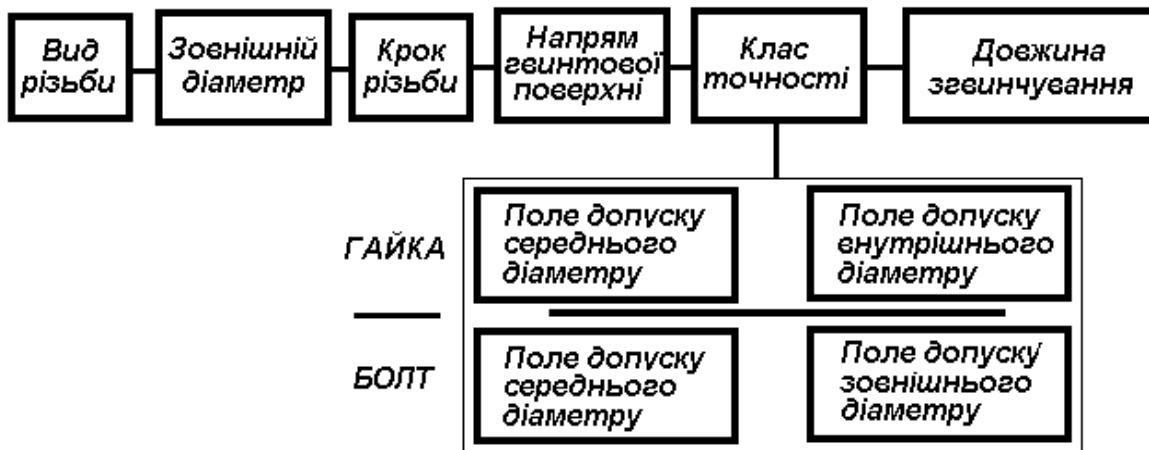 Вид
різьби
Зовнішній
діаметр
Крок
різьби
Напрям
гвинтової
поверхні
Клас
точності
Довжина
згвинчування
ГАЙКА
Поле допуску
середнього
діаметру
Поле допуску
внутрішнього
діаметру
БОЛТ
Поле допуску
середнього
діаметру
Поле допуску
зовнішнього
діаметру